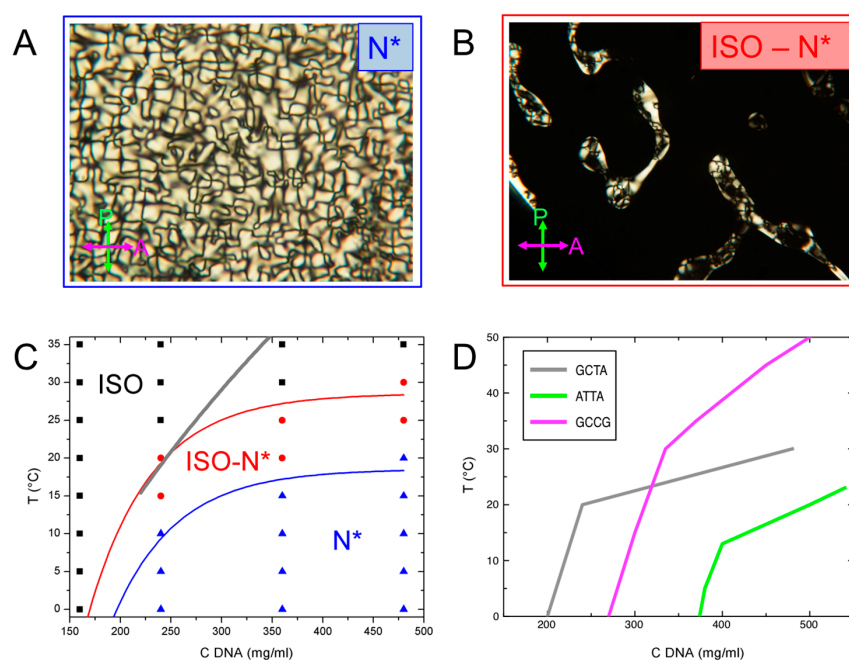 A
N*
P
A
B
ISO – N*
P
A
C
35
30
25
20
15
10
5
0
T (°C)
ISO
ISO-N*
N*
150 200 250 300 350 400 450 500
C DNA (mg/ml)
D
50
40
30
20
10
0
T (°C)
GCTA
ATTA
GCCG
200 300 400 500
C DNA (mg/ml)